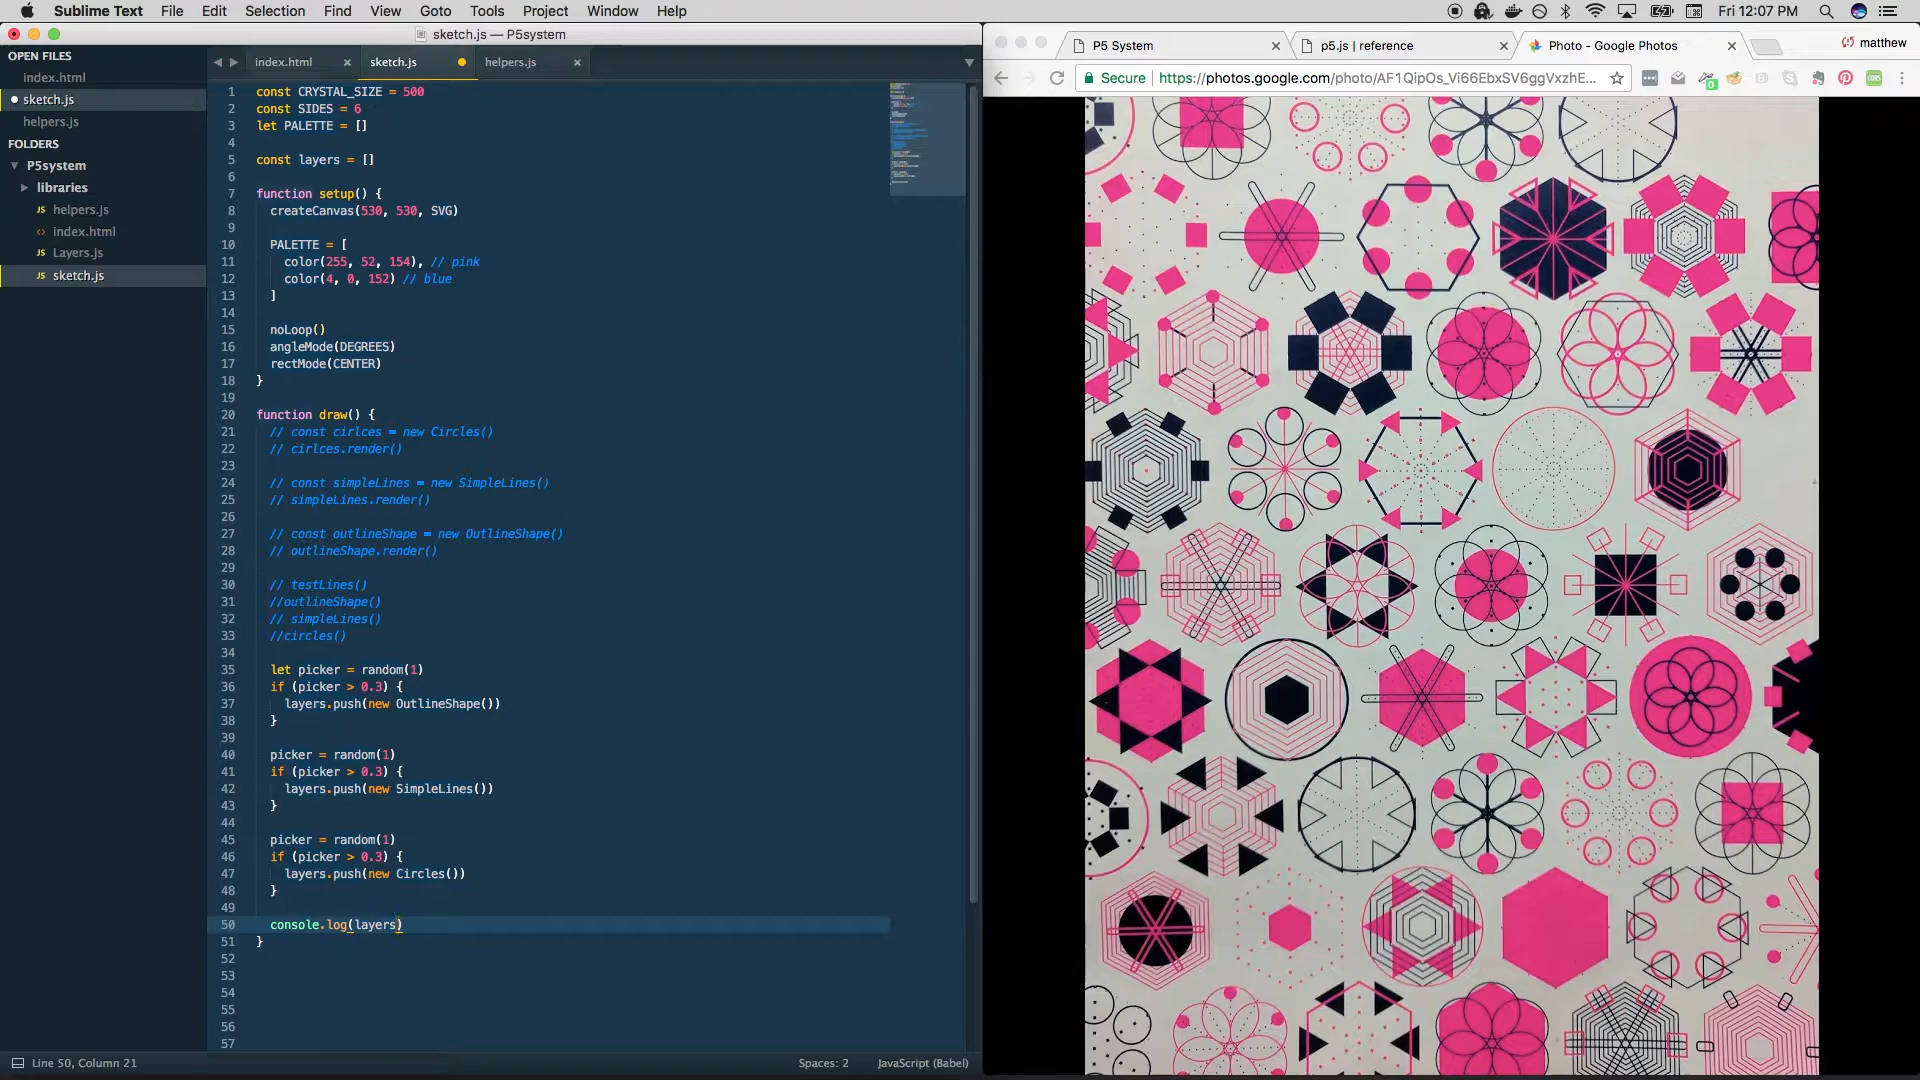 Sublime Text File Edit Selection Find View Goto Tools Project Window Help
Fri 12:07 PM
sketch.js — P5system
OPEN FILES
index.html
sketch.js
helpers.js
FOLDERS
P5system
libraries
JS helpers.js
<> index.html
JS Layers.js
JS sketch.js
index.html
sketch.js
helpers.js
1 const CRYSTAL_SIZE = 500
2 const SIDES = 6
3 let PALETTE = []
4
5 const layers = []
6
7 function setup() {
8 createCanvas(530, 530, SVG)
9
10 PALETTE = [
11 color(255, 52, 154), // pink
12 color(4, 0, 152) // blue
13 ]
14
15 noLoop()
16 angleMode(DEGREES)
17 rectMode(CENTER)
18 }
19
20 function draw() {
21 // const cirlces = new Circles()
22 // cirlces.render()
23
24 // const simpleLines = new SimpleLines()
25 // simpleLines.render()
26
27 // const outlineShape = new OutlineShape()
28 // outlineShape.render()
29
30 // testLines()
31 //outlineShape()
32 // simpleLines()
33 //circles()
34
35 let picker = random(1)
36 if (picker > 0.3) {
37 layers.push(new OutlineShape())
38 }
39
40 picker = random(1)
41 if (picker > 0.3) {
42 layers.push(new SimpleLines())
43 }
44
45 picker = random(1)
46 if (picker > 0.3) {
47 layers.push(new Circles())
48 }
49
50 console.log(layers)
51 }
52
53
54
55
56
57
Line 50, Column 21
Spaces: 2
JavaScript (Babel)
P5 System
p5.js | reference
Photo - Google Photos
matthew
Secure https://photos.google.com/photo/AF1QipOs_Vi66EbxSV6ggVxzhE...